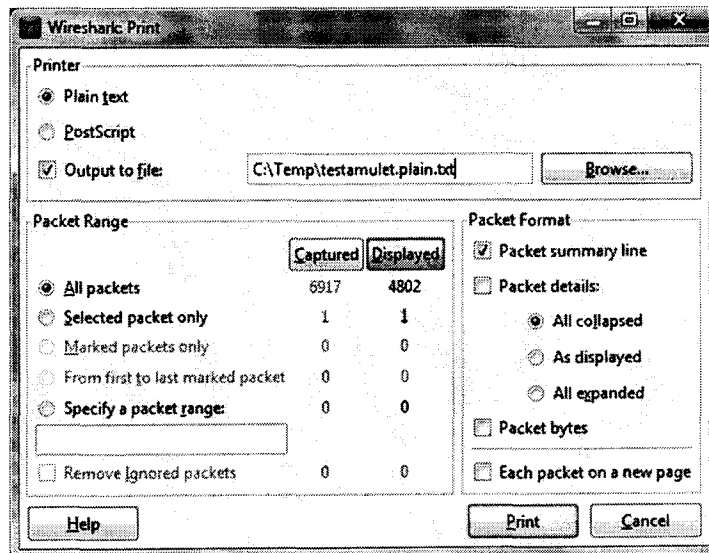 Wireshark: Print
Printer
Plain text
PostScript
Output to file: C:\Temp\testamulet.plain.txt Browse...
Packet Range
Captured Displayed
All packets 6917 4802
Selected packet only 1 1
Marked packets only 0 0
From first to last marked packet 0 0
Specify a packet range: 0 0
Remove Ignored packets 0 0
Packet Format
Packet summary line
Packet details:
All collapsed
As displayed
All expanded
Packet bytes
Each packet on a new page
Help Print Cancel